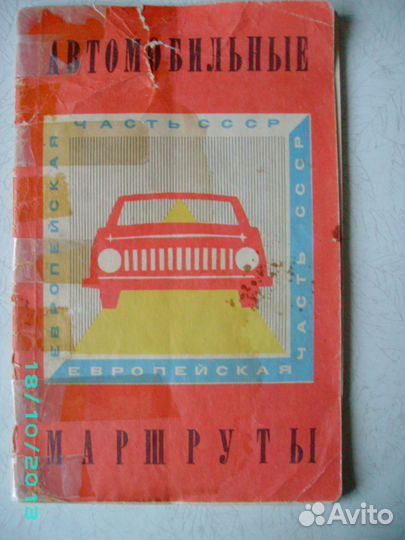 АВТОМОБИЛЬНЫЕ
ЧАСТЬ СССР
ЕВРОПЕЙСКАЯ
ЧАСТЬ СССР
ЕВРОПЕЙСКАЯ
МАРШРУТЫ
18/10/2013
Avito